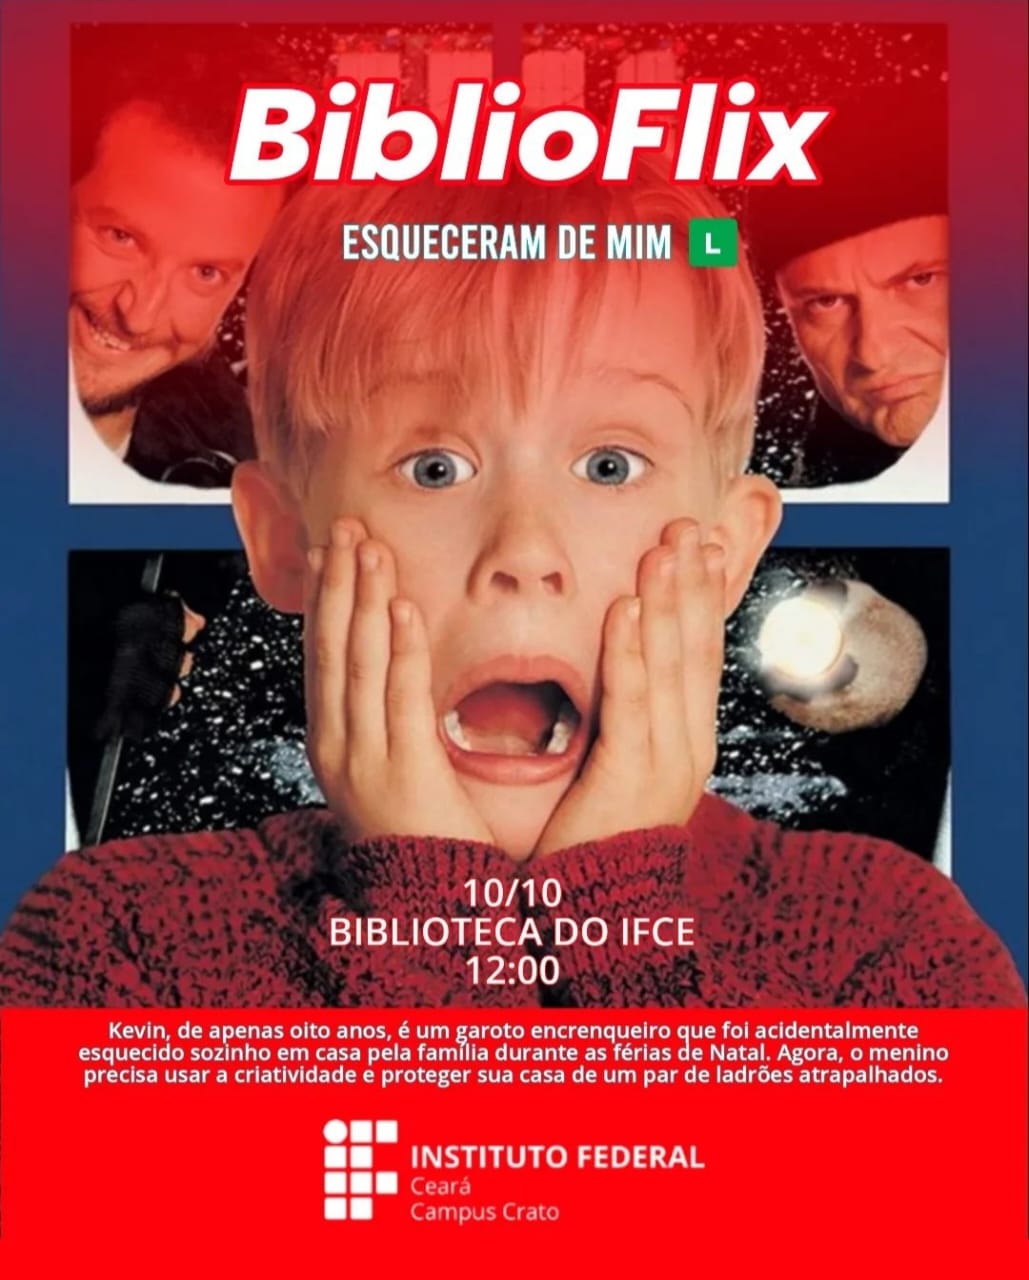 BiblioFlix
ESQUECERAM DE MIM L
10/10
BIBLIOTECA DO IFCE
12:00
Kevin, de apenas oito anos, é um garoto encrenqueiro que foi acidentalmente
esquecido sozinho em casa pela família durante as férias de Natal. Agora, o menino
precisa usar a criatividade e proteger sua casa de um par de ladrões atrapalhados.
INSTITUTO FEDERAL
Ceará
Campus Crato